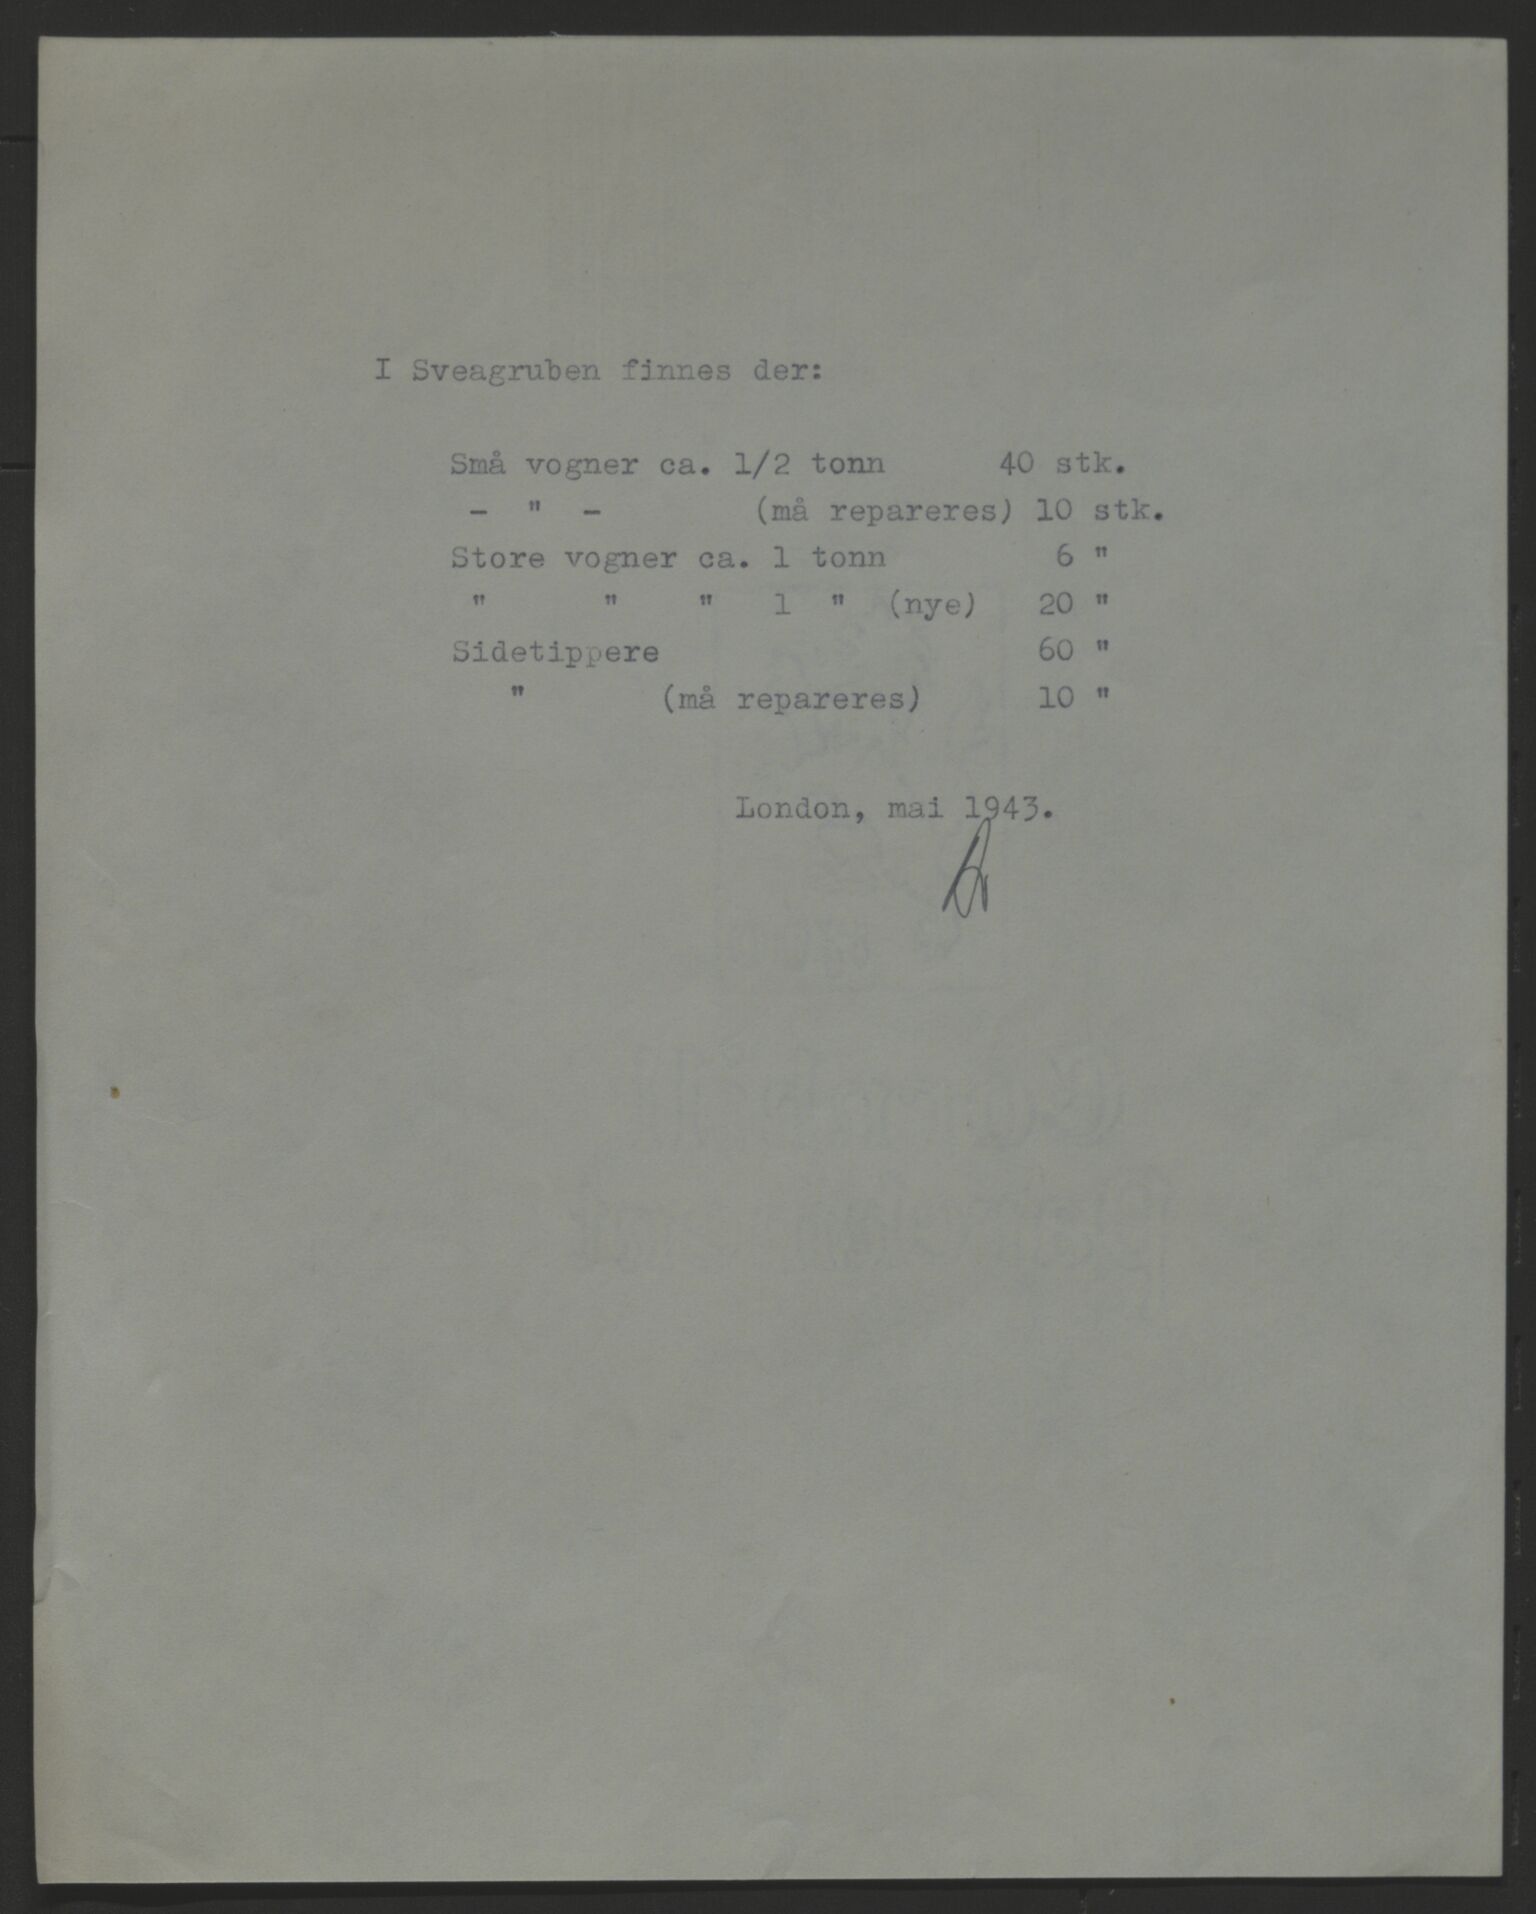 I Sveagruben finnes der:
Små vogner ca. 1/2 tonn 40 stk.
- " - (må repareres) 10 stk.
Store vogner ca. 1 tonn 6 "
" " " 1 " (nye) 20 "
Sidetippere 60 "
" (må repareres) 10 "
London, mai 1943.